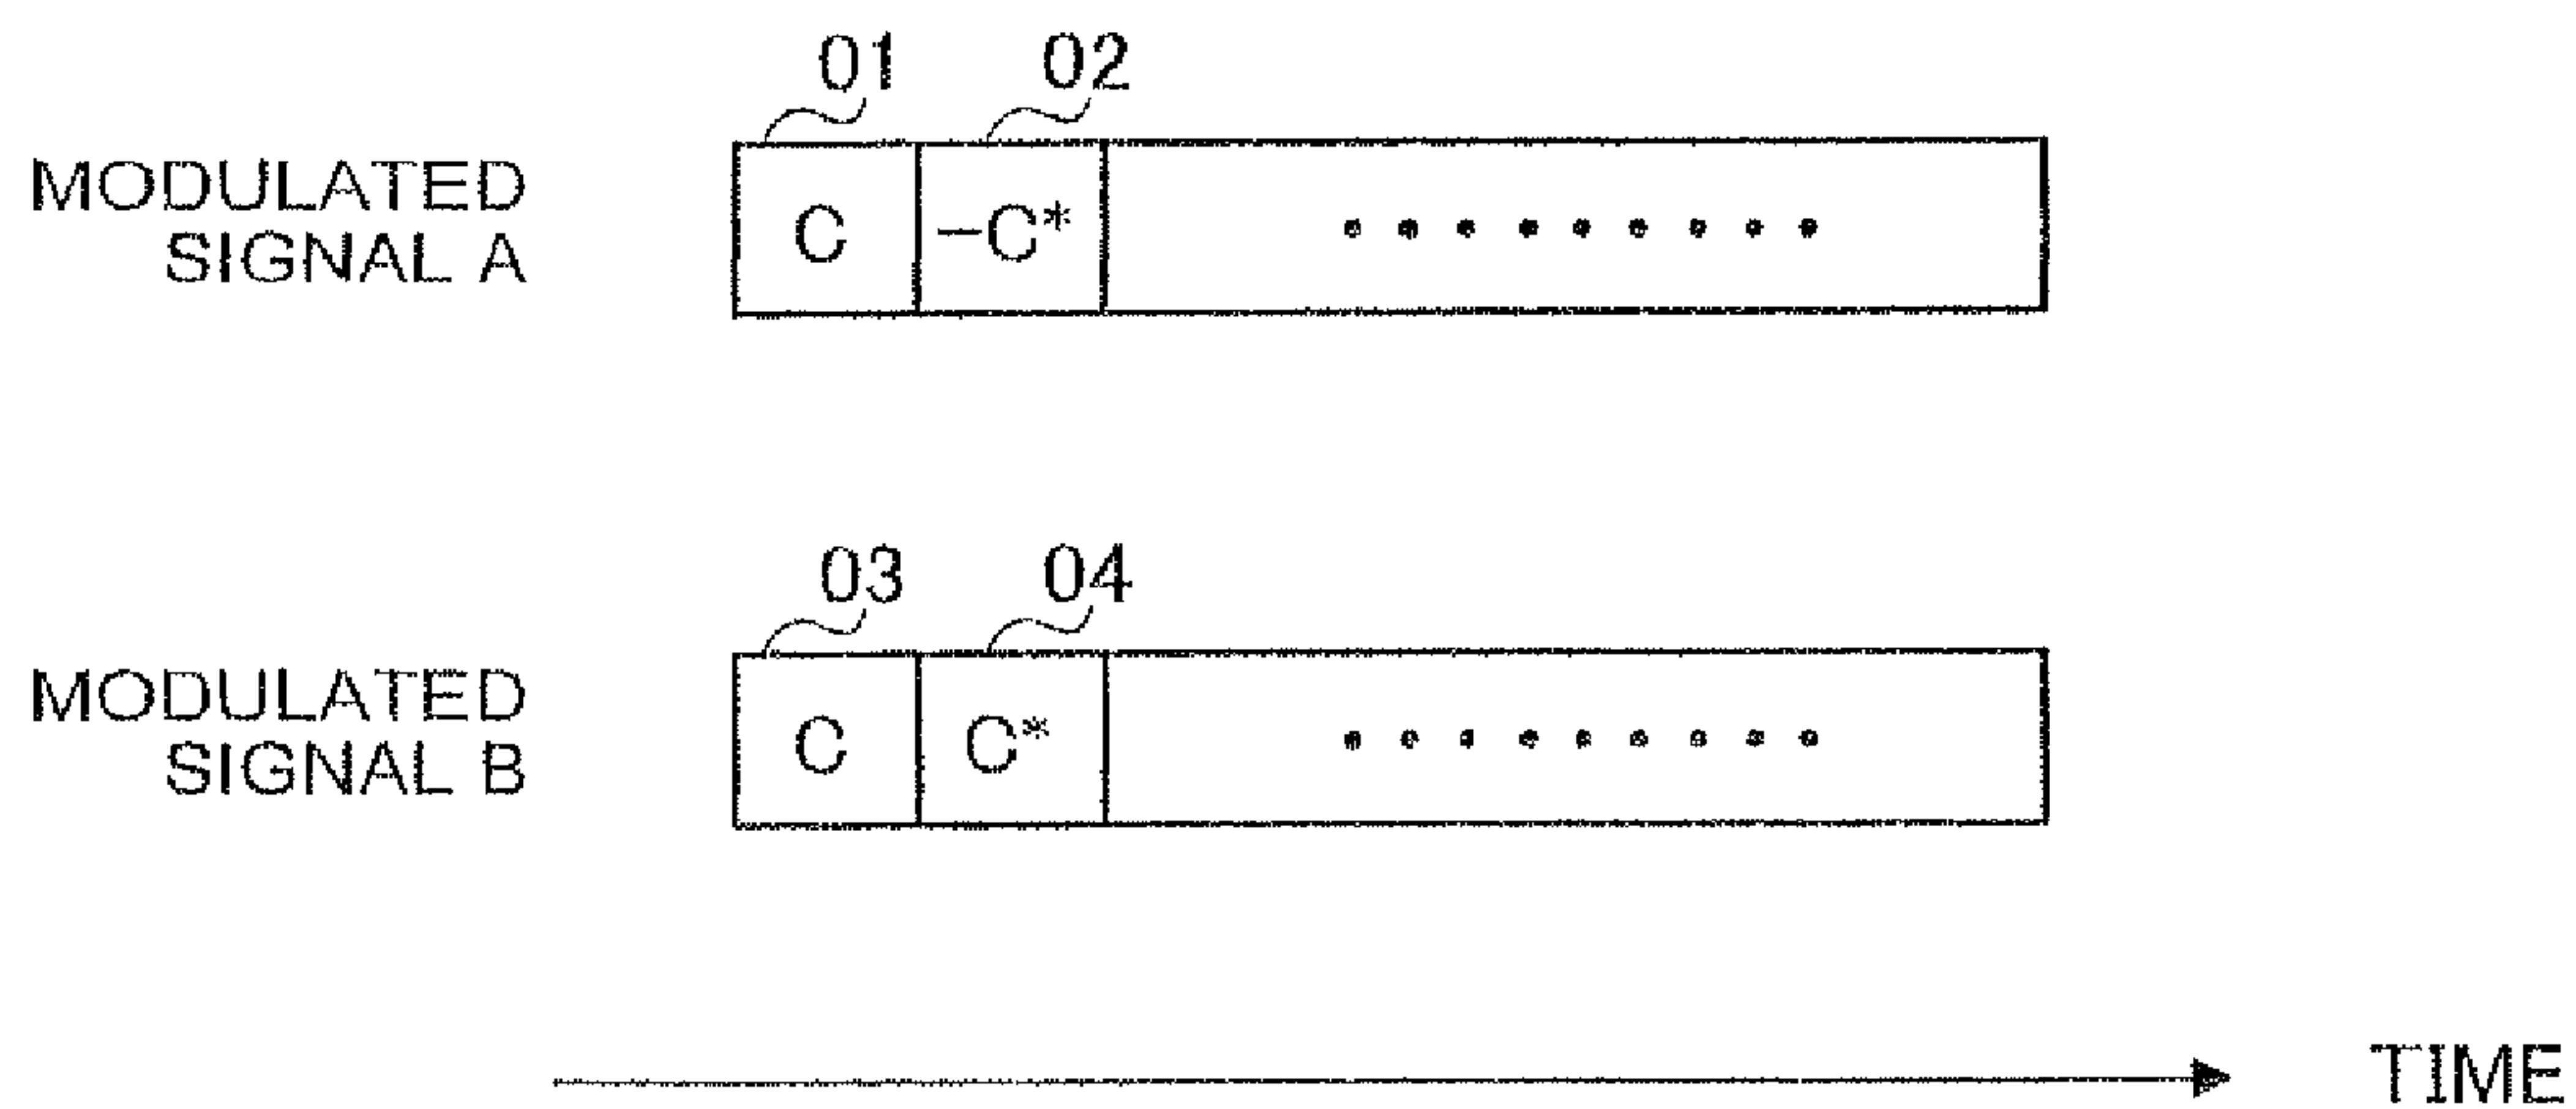 01 02
MODULATED
SIGNAL A
C −C* • • • • • • • • •
03 04
MODULATED
SIGNAL B
C C* • • • • • • • • •
TIME